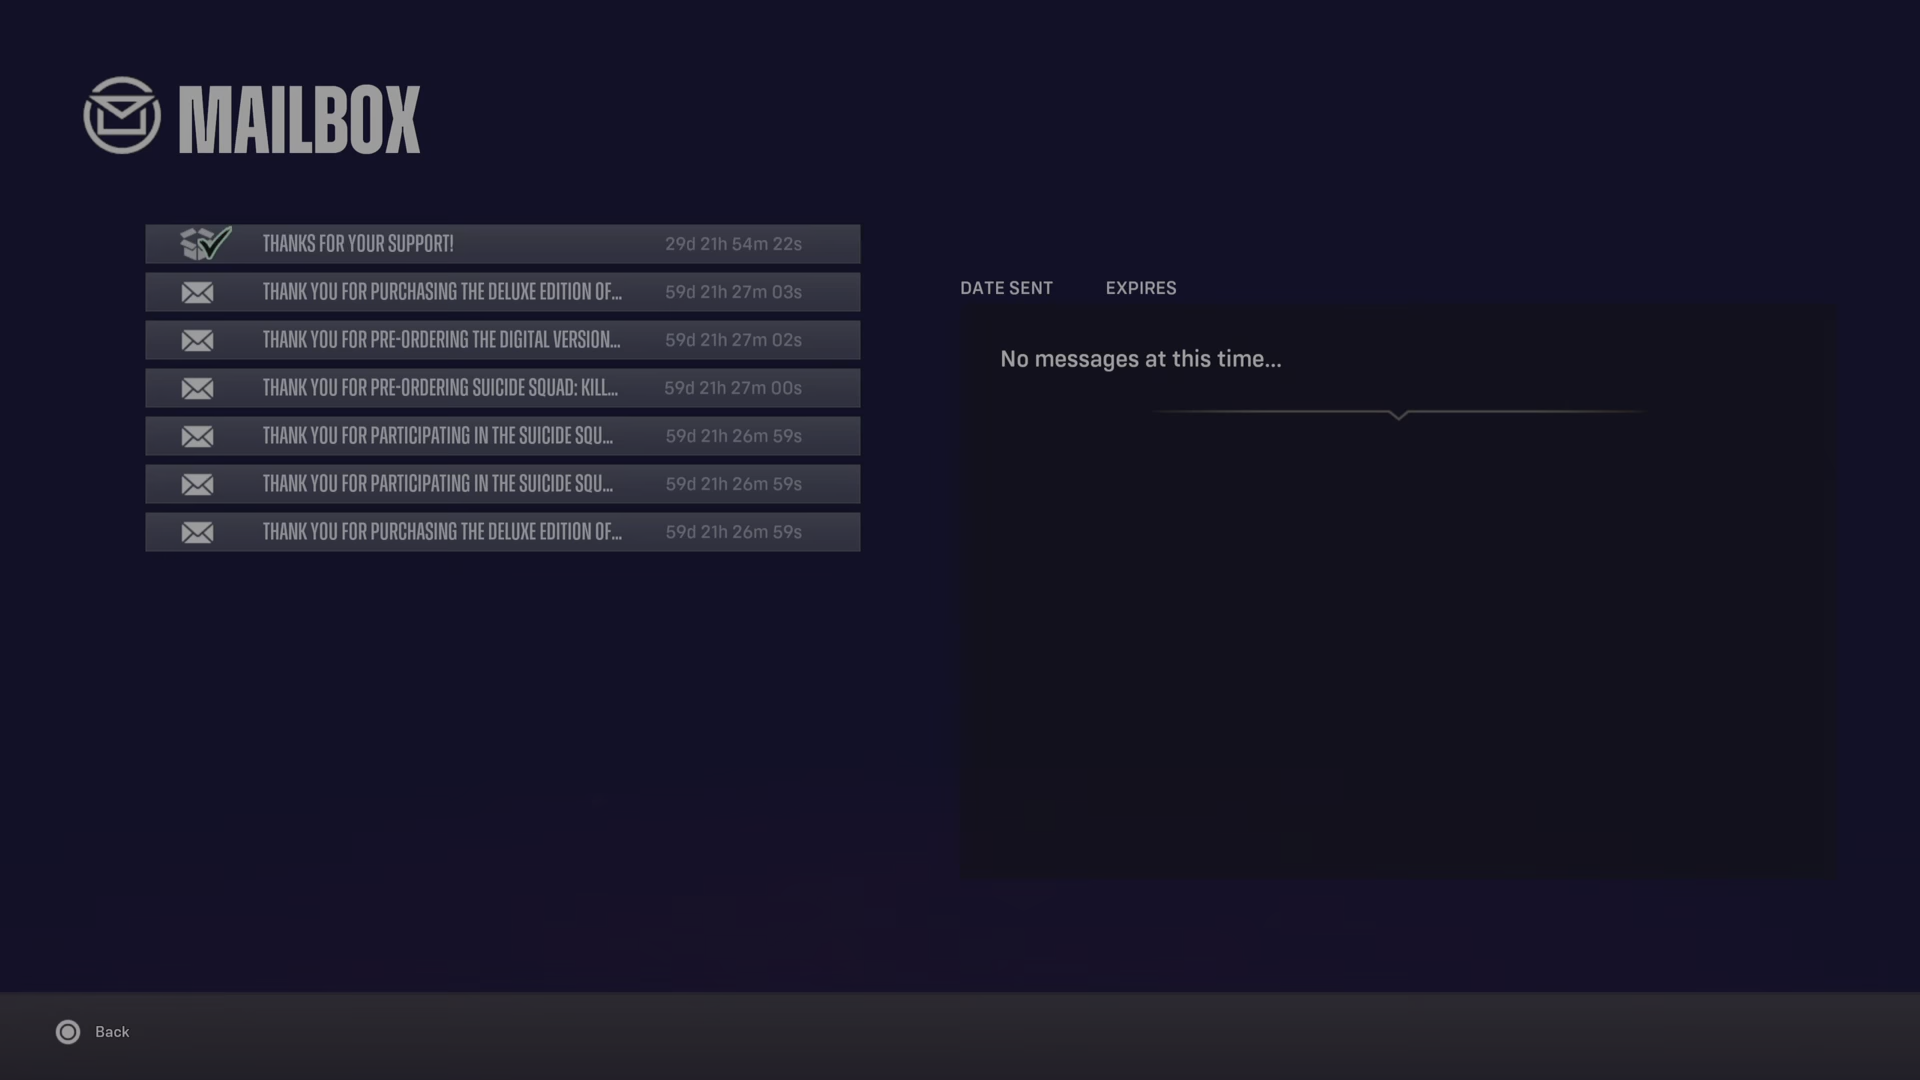 MAILBOX
THANKS FOR YOUR SUPPORT! 29d 21h 54m 22s
THANK YOU FOR PURCHASING THE DELUXE EDITION OF... 59d 21h 27m 03s
THANK YOU FOR PRE-ORDERING THE DIGITAL VERSION... 59d 21h 27m 02s
THANK YOU FOR PRE-ORDERING SUICIDE SQUAD: KILL... 59d 21h 27m 00s
THANK YOU FOR PARTICIPATING IN THE SUICIDE SQU... 59d 21h 26m 59s
THANK YOU FOR PARTICIPATING IN THE SUICIDE SQU... 59d 21h 26m 59s
THANK YOU FOR PURCHASING THE DELUXE EDITION OF... 59d 21h 26m 59s
DATE SENT EXPIRES
No messages at this time...
Back